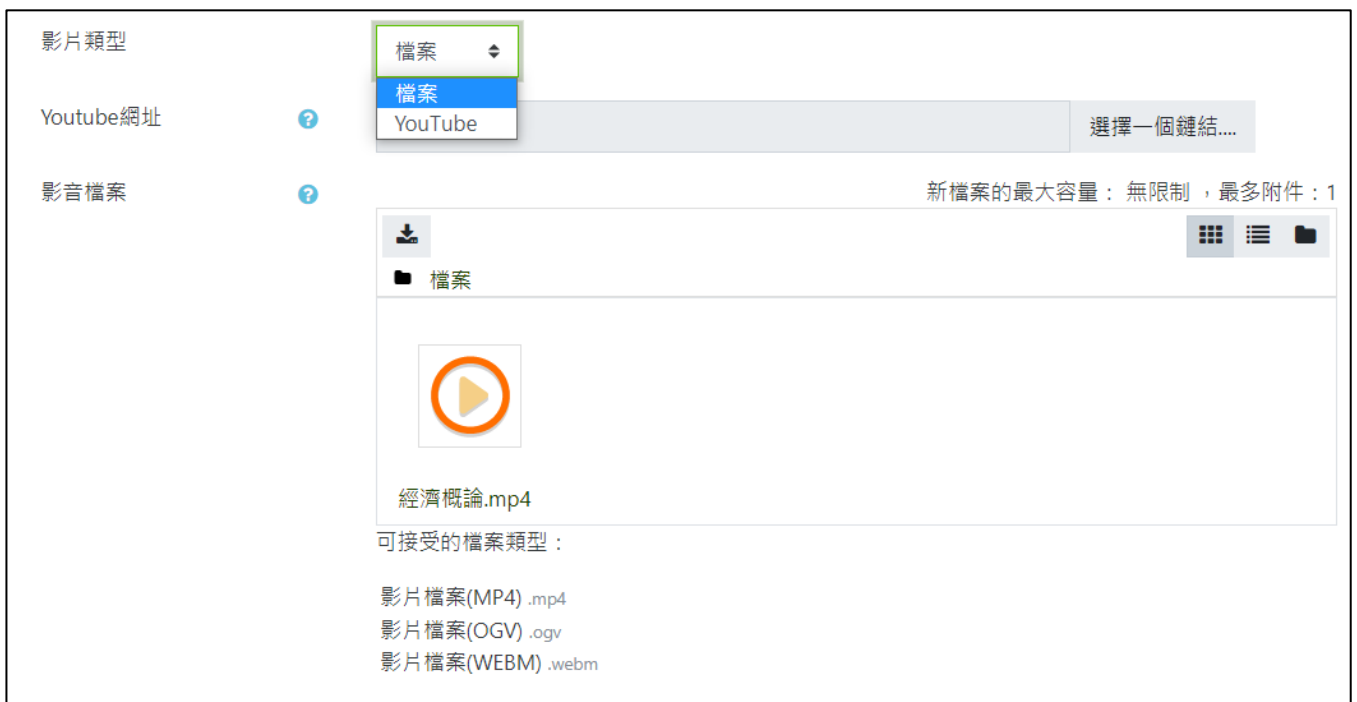 影片類型
檔案
檔案
YouTube
Youtube網址
選擇一個鏈結....
影音檔案
新檔案的最大容量： 無限制 ，最多附件：1
檔案
經濟概論.mp4
可接受的檔案類型：
影片檔案(MP4) .mp4
影片檔案(OGV) .ogv
影片檔案(WEBM) .webm